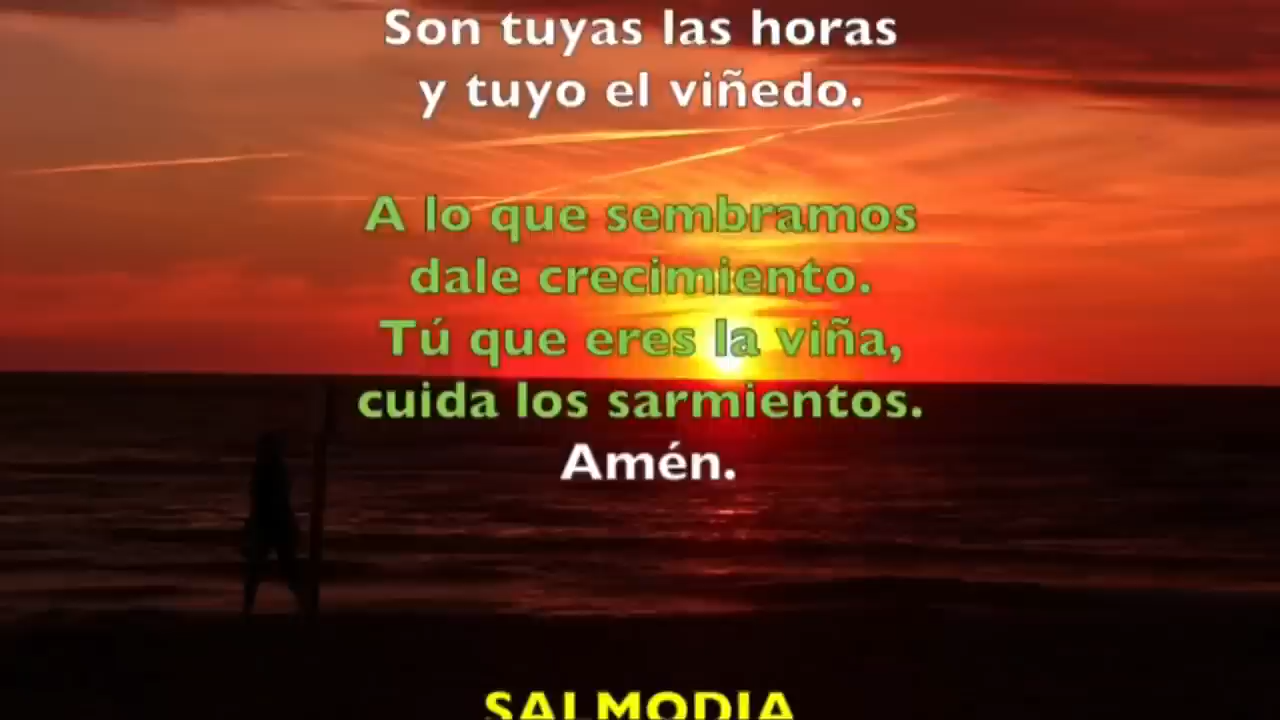 Son tuyas las horas
y tuyo el viñedo.
A lo que sembramos
dale crecimiento.
Tú que eres la viña,
cuida los sarmientos.
Amén.
SALMODIA